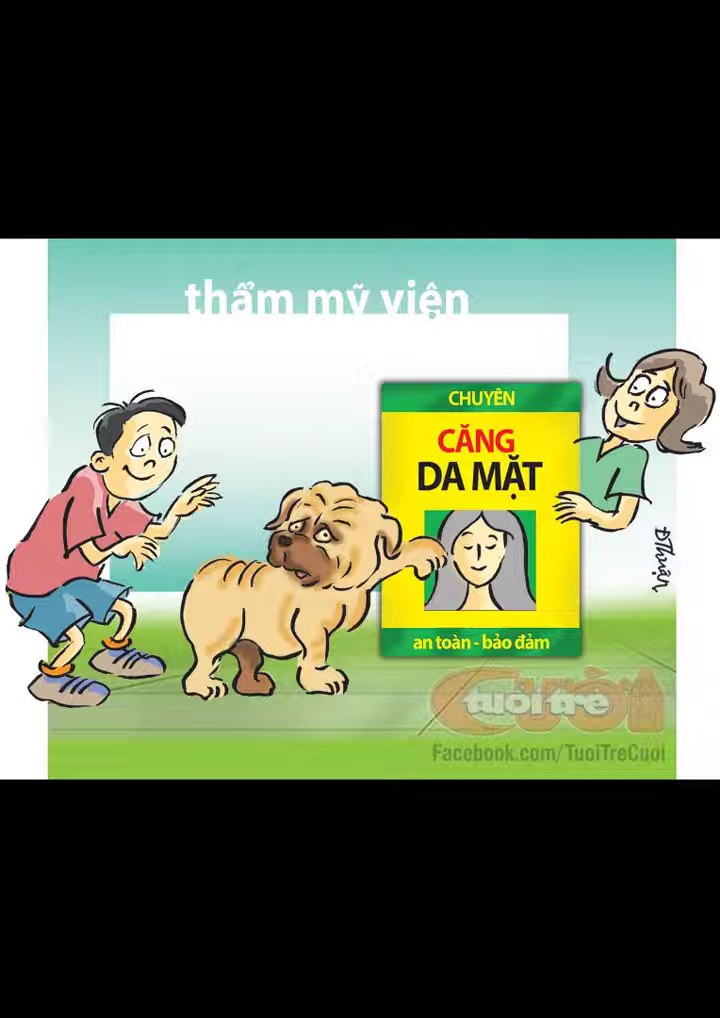 thẩm mỹ viện
CHUYÊN
CĂNG
DA MẶT
an toàn - bảo đảm
ĐThuận
tuổi trẻ
Cười
Facebook.com/TuoiTreCuoi